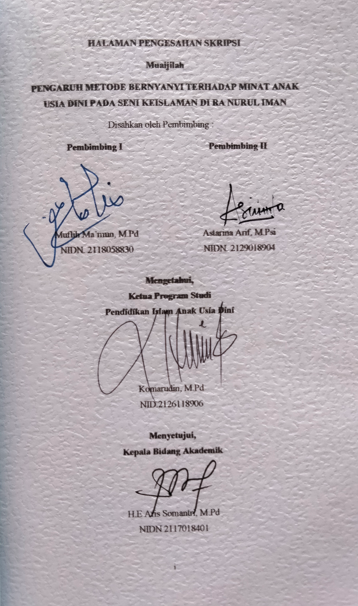 HALAMAN PENGESAHAN SKRIPSI
Muaijilah
PENGARUH METODE BERNYANYI TERHADAP MINAT ANAK
USIA DINI PADA SENI KEISLAMAN DI RA NURUL IMAN
Disahkan oleh Pembimbing :
Pembimbing I Pembimbing II
Muflih Ma'mun, M.Pd Astarina Arif, M.Psi
NIDN. 2118058830 NIDN. 2129018904
Mengetahui,
Ketua Program Studi
Pendidikan Islam Anak Usia Dini
Komarudin, M.Pd
NID.2126118906
Menyetujui,
Kepala Bidang Akademik
H.E Aris Somantri, M.Pd
NIDN 2117018401
i